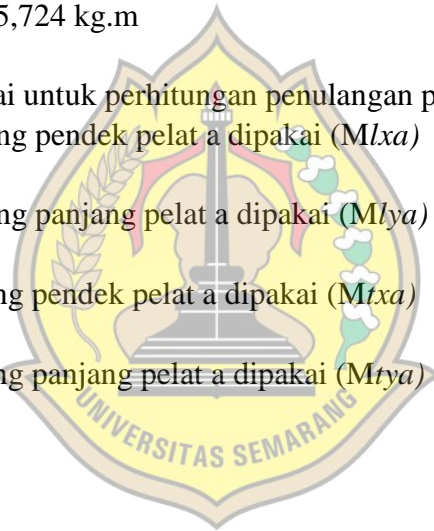 5,724 kg.m
ai untuk perhitungan penulangan p
ng pendek pelat a dipakai (Mlxa)
ng panjang pelat a dipakai (Mlya)
ng pendek pelat a dipakai (Mtxa)
ng panjang pelat a dipakai (Mtya)
UNIVERSITAS SEMARANG